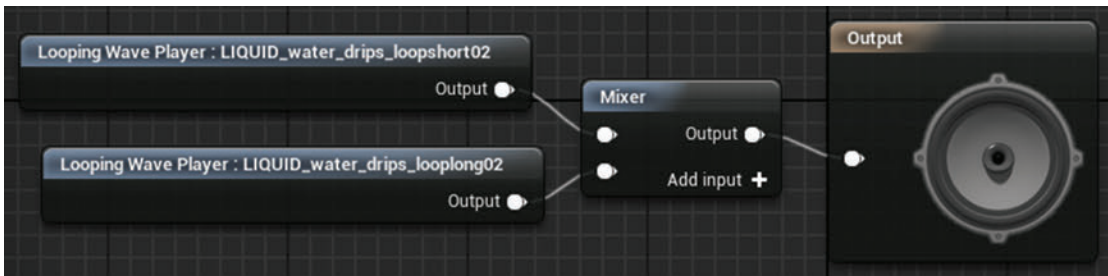 Looping Wave Player : LIQUID_water_drips_loopshort02
Output
Looping Wave Player : LIQUID_water_drips_looplong02
Output
Mixer
Output
Add input
Output